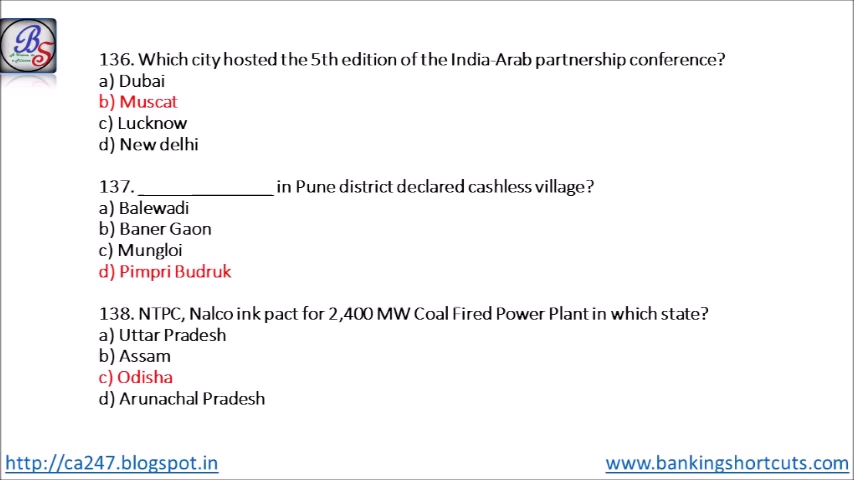 BS
136. Which city hosted the 5th edition of the India-Arab partnership conference?
a) Dubai
b) Muscat
c) Lucknow
d) New delhi
137. ________________ in Pune district declared cashless village?
a) Balewadi
b) Baner Gaon
c) Mungloi
d) Pimpri Budruk
138. NTPC, Nalco ink pact for 2,400 MW Coal Fired Power Plant in which state?
a) Uttar Pradesh
b) Assam
c) Odisha
d) Arunachal Pradesh
http://ca247.blogspot.in
www.bankingshortcuts.com